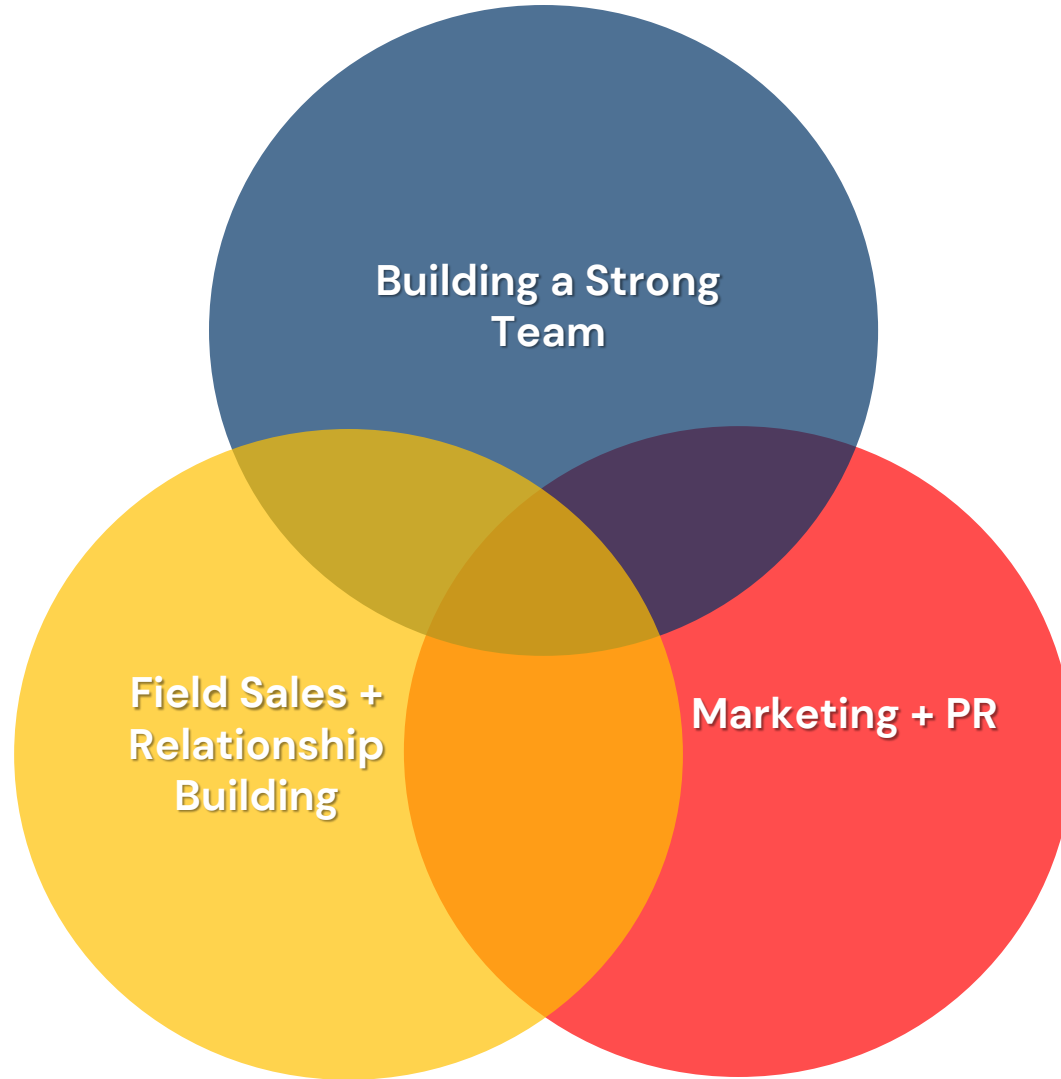 Building a Strong
Team
Field Sales +
Relationship
Building
Marketing + PR